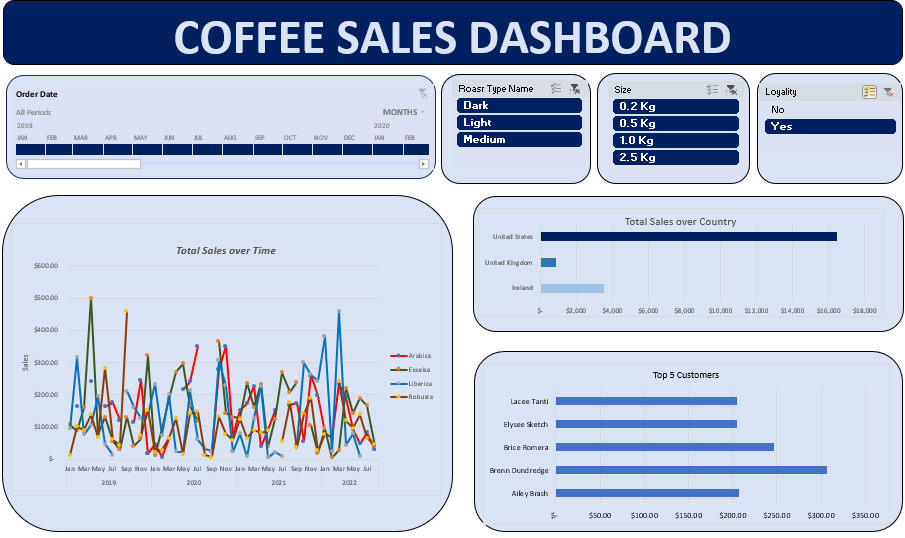 COFFEE SALES DASHBOARD
Order Date
All Periods
MONTHS
2019
2020
JAN FEB MAR APR MAY JUN JUL AUG SEP OCT NOV DEC JAN FEB
Roasr Type Name
Dark
Light
Medium
Size
0.2 Kg
0.5 Kg
1.0 Kg
2.5 Kg
Loyality
No
Yes
Total Sales over Time
$600.00
$500.00
$400.00
$300.00
$200.00
$100.00
$-
Sales
Jan Mar May Jul Sep Nov Jan Mar May Jul Sep Nov Jan Mar May Jul Sep Nov Jan Mar May Jul
2019 2020 2021 2022
Arabica
Excelsa
Liberica
Robusta
Total Sales over Country
United States
United Kingdom
Ireland
$- $2,000 $4,000 $6,000 $8,000 $10,000 $12,000 $14,000 $16,000 $18,000
Top 5 Customers
Lacee Tanti
Elysee Sketch
Brice Romera
Brenn Dundredge
Ailey Brash
$- $50.00 $100.00 $150.00 $200.00 $250.00 $300.00 $350.00